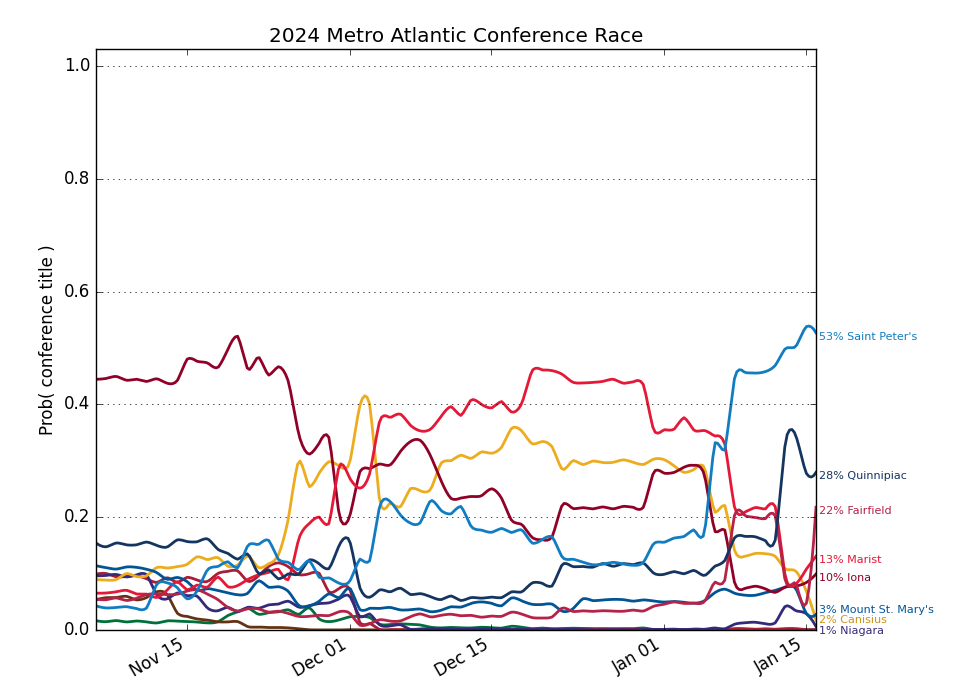 2024 Metro Atlantic Conference Race
Prob( conference title )
1.0
0.8
0.6
0.4
0.2
0.0
Nov 15
Dec 01
Dec 15
Jan 01
Jan 15
53% Saint Peter's
28% Quinnipiac
22% Fairfield
13% Marist
10% Iona
3% Mount St. Mary's
2% Canisius
1% Niagara